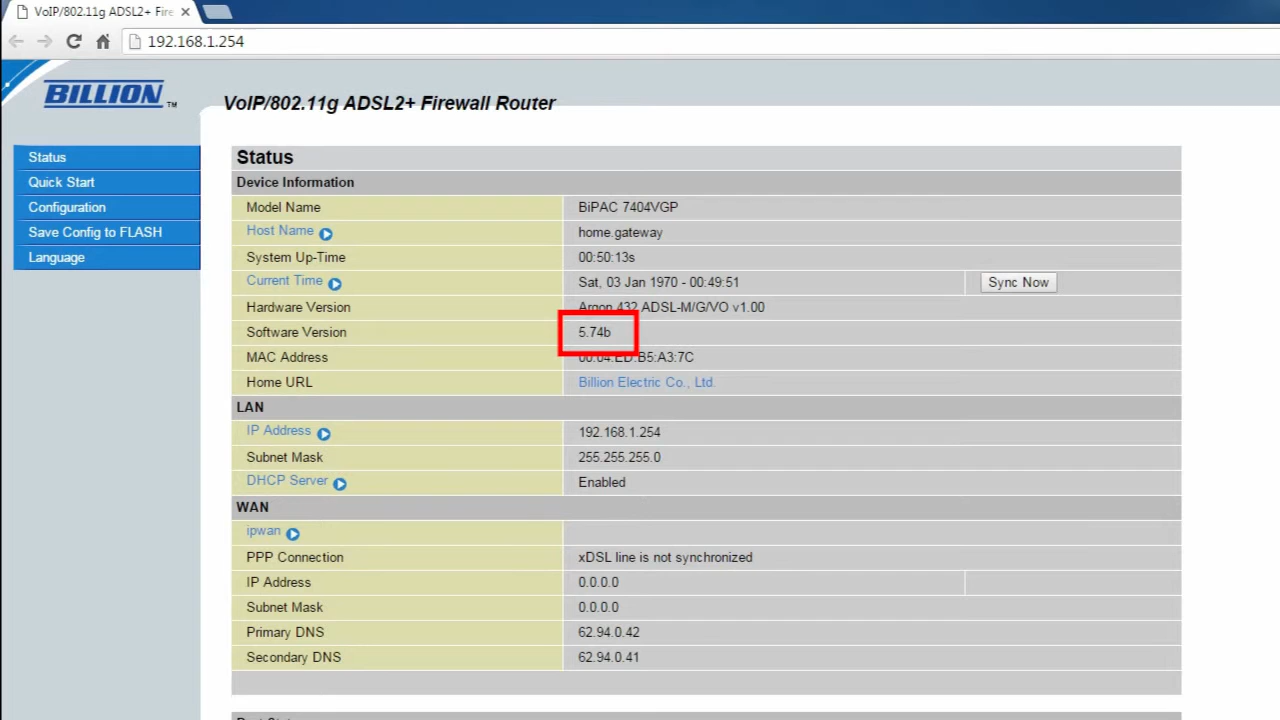 VoIP/802.11g ADSL2+ Fire
192.168.1.254
BILLION TM
VoIP/802.11g ADSL2+ Firewall Router
Status
Quick Start
Configuration
Save Config to FLASH
Language
Status
Device Information
Model Name BiPAC 7404VGP
Host Name home.gateway
System Up-Time 00:50:13s
Current Time Sat, 03 Jan 1970 - 00:49:51 Sync Now
Hardware Version Argon 432 ADSL-M/G/VO v1.00
Software Version 5.74b
MAC Address 00:04:ED:B5:A3:7C
Home URL Billion Electric Co., Ltd.
LAN
IP Address 192.168.1.254
Subnet Mask 255.255.255.0
DHCP Server Enabled
WAN
ipwan
PPP Connection xDSL line is not synchronized
IP Address 0.0.0.0
Subnet Mask 0.0.0.0
Primary DNS 62.94.0.42
Secondary DNS 62.94.0.41